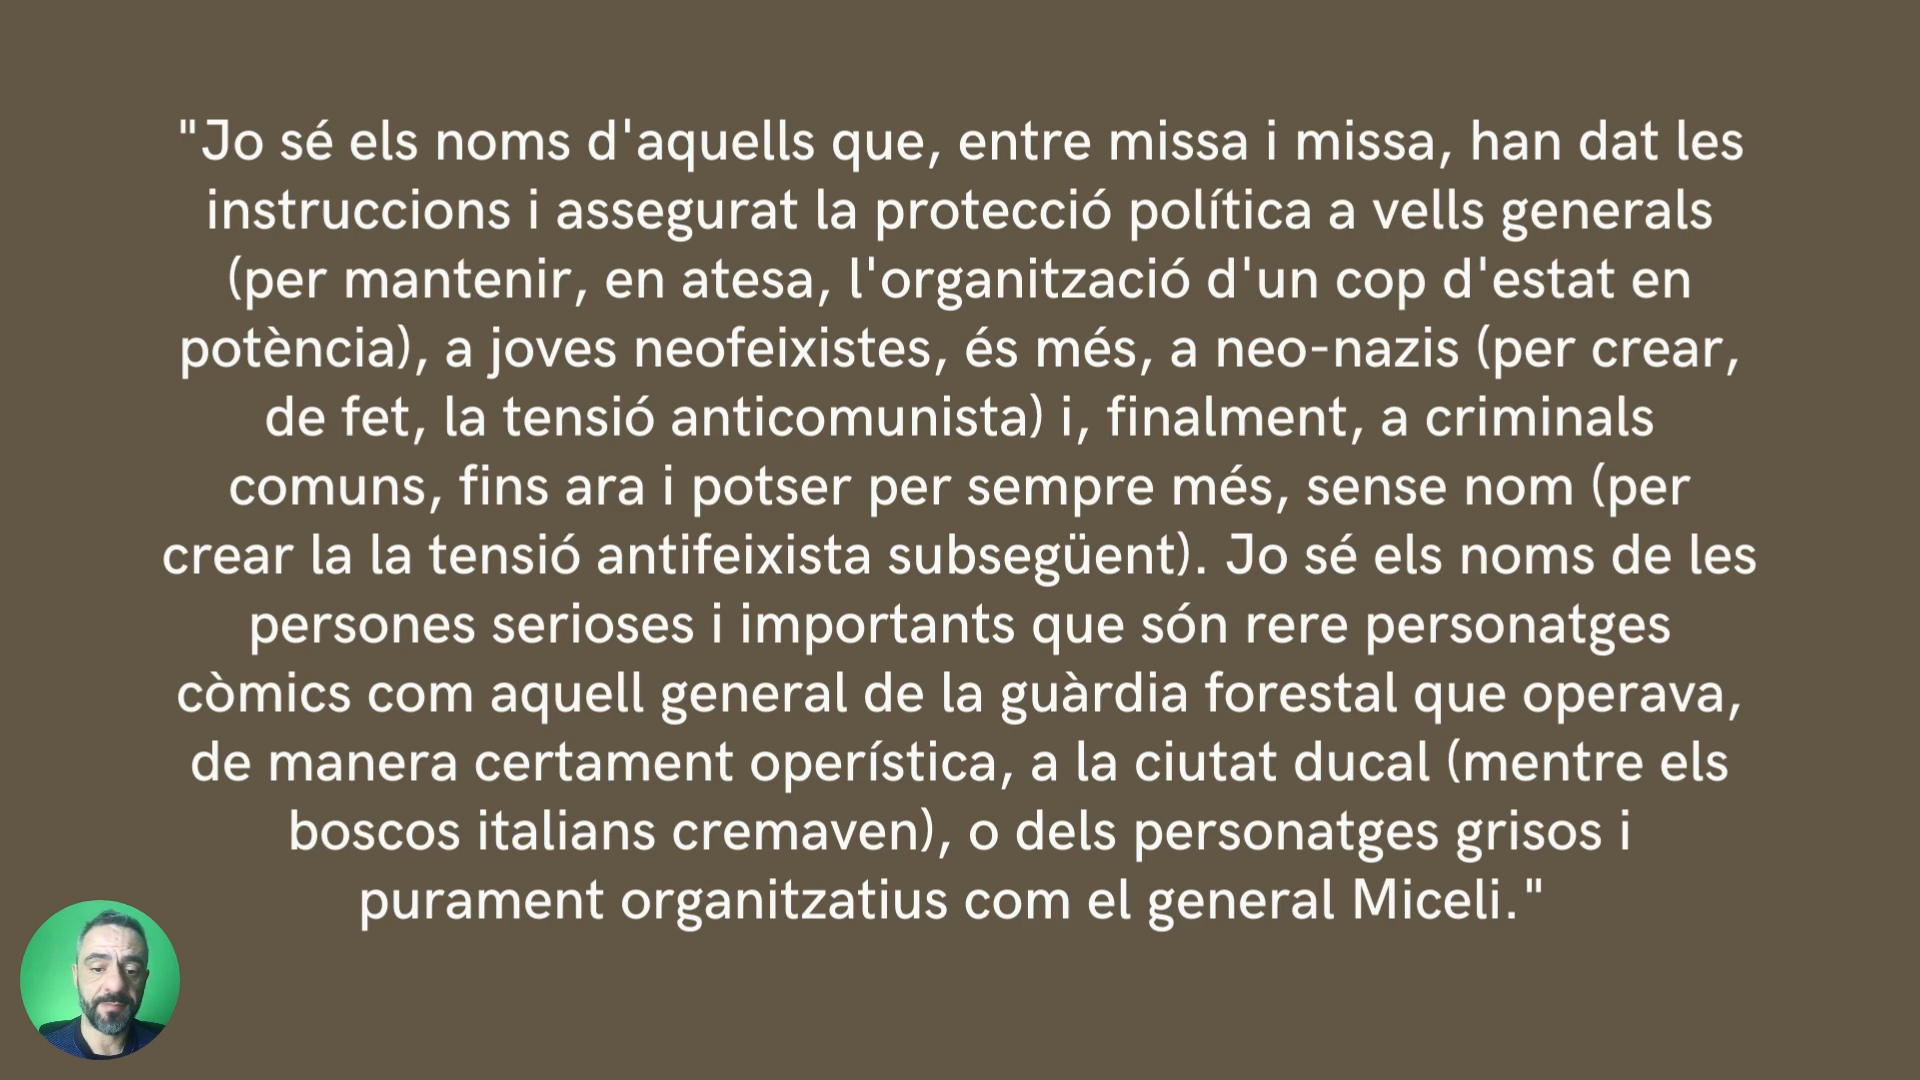 "Jo sé els noms d'aquells que, entre missa i missa, han dat les
instruccions i assegurat la protecció política a vells generals
(per mantenir, en atesa, l'organització d'un cop d'estat en
potència), a joves neofeixistes, és més, a neo-nazis (per crear,
de fet, la tensió anticomunista) i, finalment, a criminals
comuns, fins ara i potser per sempre més, sense nom (per
crear la la tensió antifeixista subsegüent). Jo sé els noms de les
persones serioses i importants que són rere personatges
còmics com aquell general de la guàrdia forestal que operava,
de manera certament operística, a la ciutat ducal (mentre els
boscos italians cremaven), o dels personatges grisos i
purament organitzatius com el general Miceli."